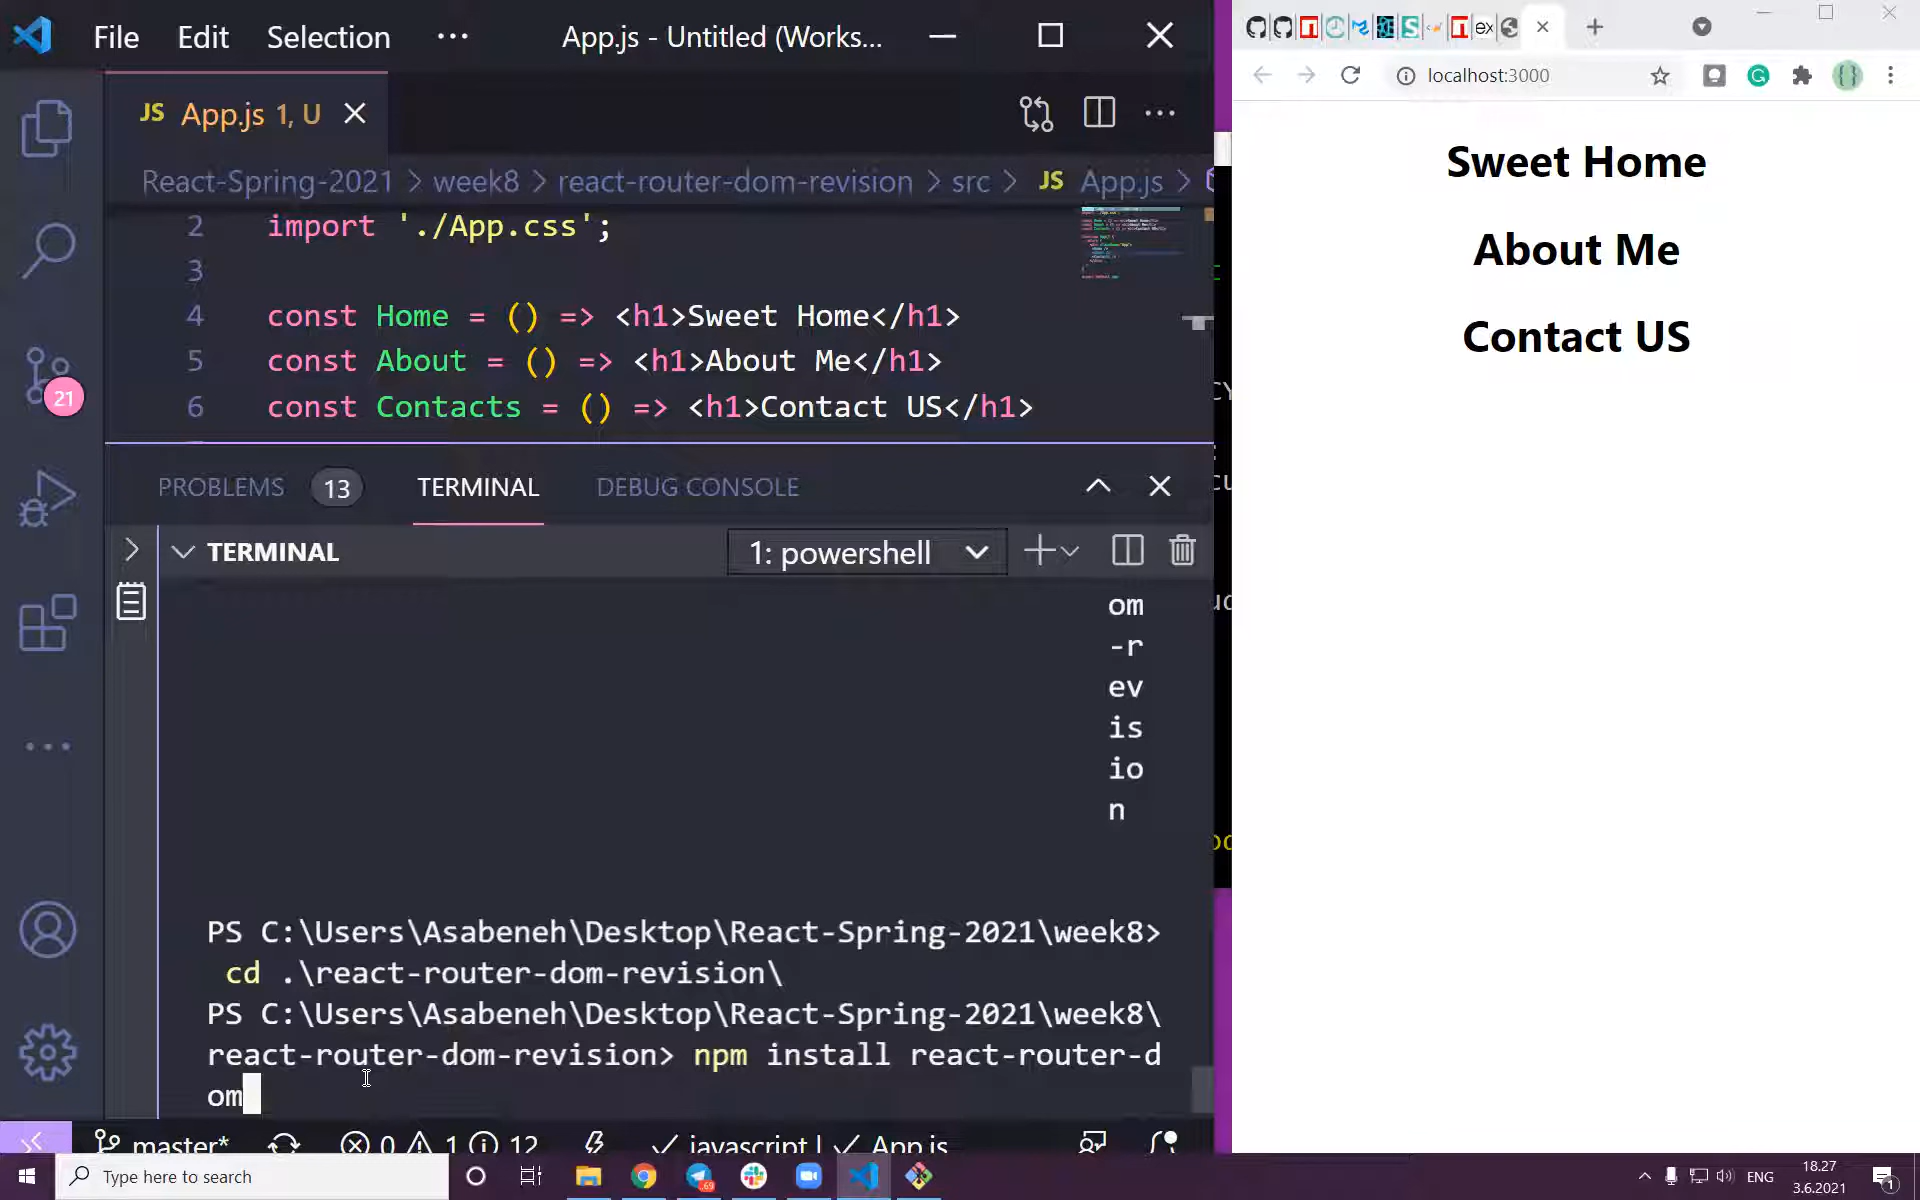 File Edit Selection ··· App.js - Untitled (Works...
JS App.js 1, U
React-Spring-2021 > week8 > react-router-dom-revision > src > JS App.js >
2 import './App.css';
3
4 const Home = () => <h1>Sweet Home</h1>
5 const About = () => <h1>About Me</h1>
6 const Contacts = () => <h1>Contact US</h1>
21
PROBLEMS 13 TERMINAL DEBUG CONSOLE
TERMINAL 1: powershell
om
-r
ev
is
io
n
PS C:\Users\Asabeneh\Desktop\React-Spring-2021\week8>
cd .\react-router-dom-revision\
PS C:\Users\Asabeneh\Desktop\React-Spring-2021\week8\
react-router-dom-revision> npm install react-router-d
om
master* 0 1 12 javascript | App.js
localhost:3000
Sweet Home
About Me
Contact US
Type here to search
ENG
18.27
3.6.2021
1